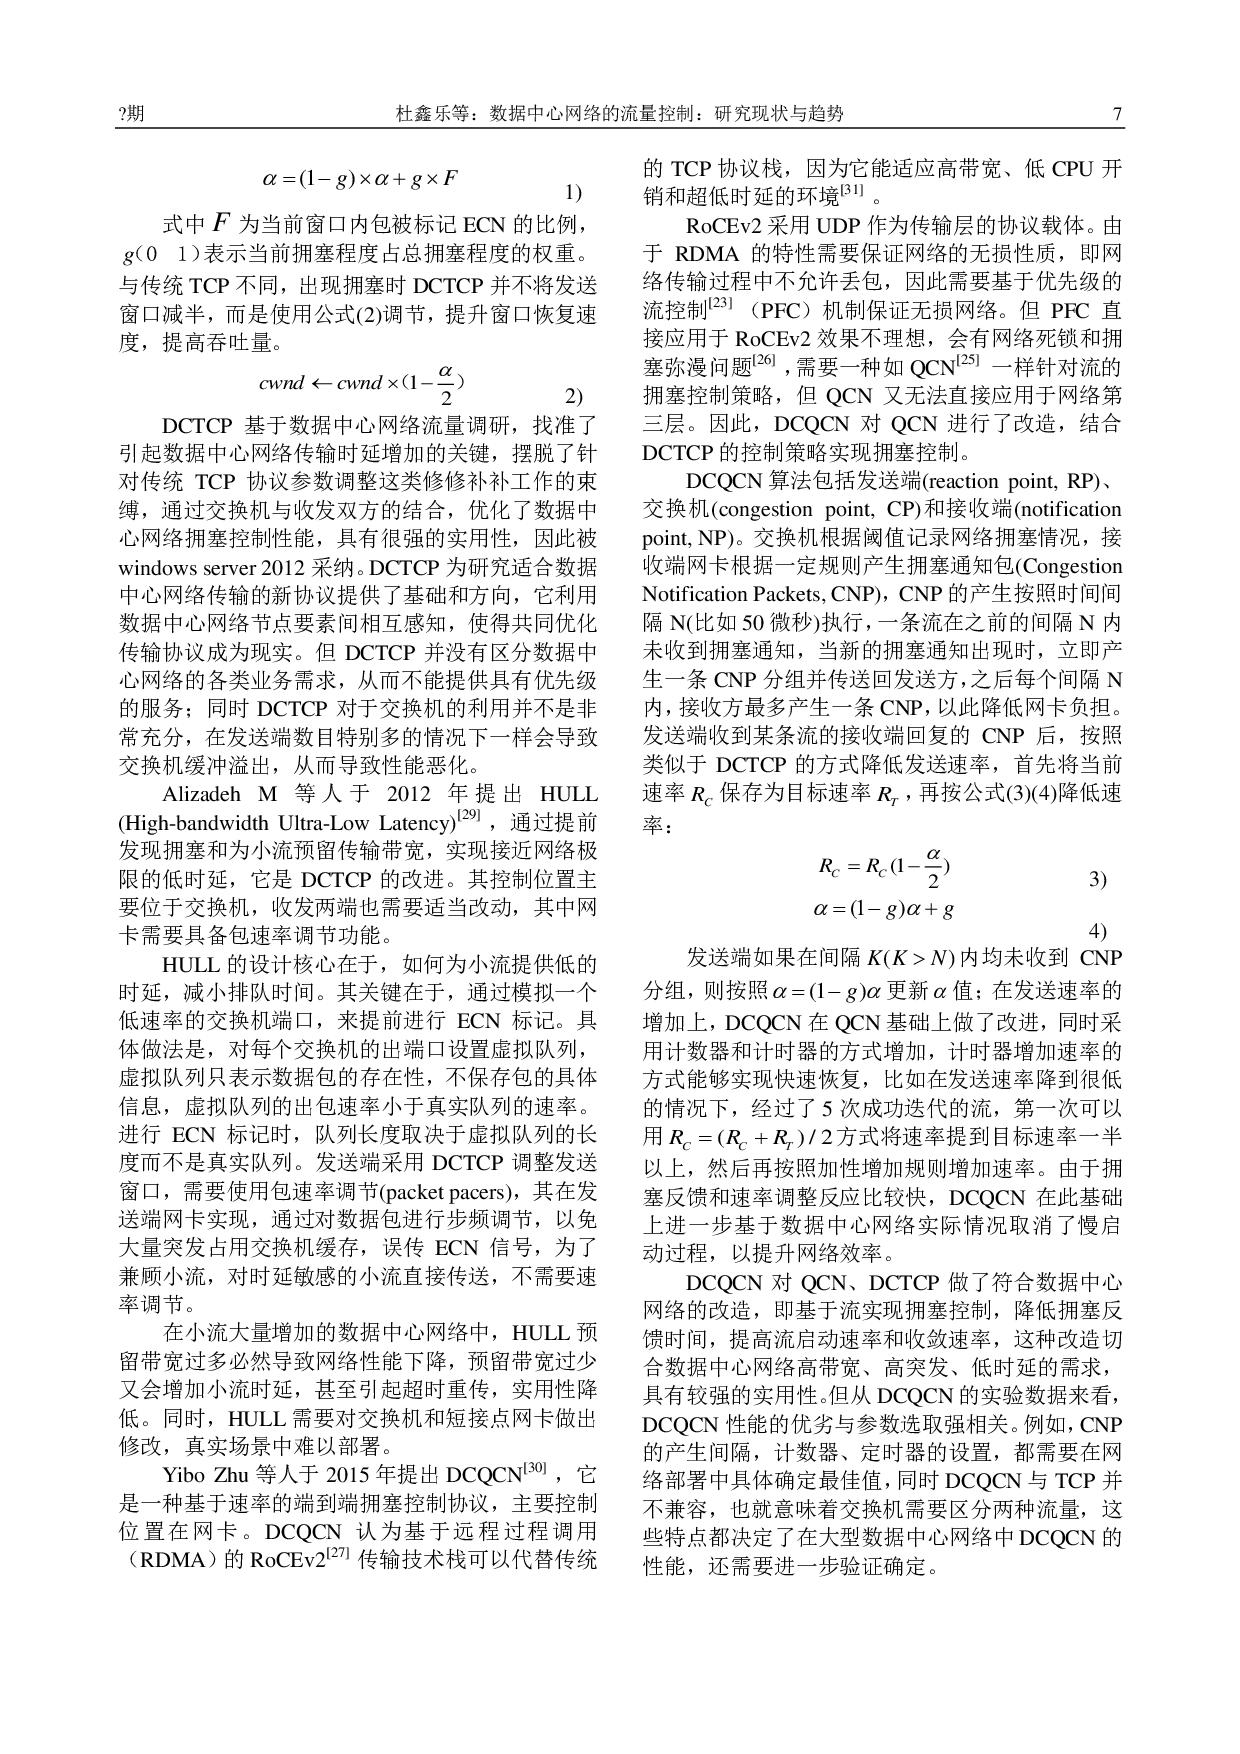 ?期 杜鑫乐等：数据中心网络的流量控制：研究现状与趋势 7
α = (1 − g) × α + g × F
1)
式中 F 为当前窗口内包被标记 ECN 的比例，
g(0 1)表示当前拥塞程度占总拥塞程度的权重。
与传统 TCP 不同，出现拥塞时 DCTCP 并不将发送
窗口减半，而是使用公式(2)调节，提升窗口恢复速
度，提高吞吐量。
cwnd ← cwnd × (1 − α/2)
2)
DCTCP 基于数据中心网络流量调研，找准了
引起数据中心网络传输时延增加的关键，摆脱了针
对传统 TCP 协议参数调整这类修修补补工作的束
缚，通过交换机与收发双方的结合，优化了数据中
心网络拥塞控制性能，具有很强的实用性，因此被
windows server 2012 采纳。DCTCP 为研究适合数据
中心网络传输的新协议提供了基础和方向，它利用
数据中心网络节点要素间相互感知，使得共同优化
传输协议成为现实。但 DCTCP 并没有区分数据中
心网络的各类业务需求，从而不能提供具有优先级
的服务；同时 DCTCP 对于交换机的利用并不是非
常充分，在发送端数目特别多的情况下一样会导致
交换机缓冲溢出，从而导致性能恶化。
Alizadeh M 等人于 2012 年提出 HULL
(High-bandwidth Ultra-Low Latency)[29]，通过提前
发现拥塞和为小流预留传输带宽，实现接近网络极
限的低时延，它是 DCTCP 的改进。其控制位置主
要位于交换机，收发两端也需要适当改动，其中网
卡需要具备包速率调节功能。
HULL 的设计核心在于，如何为小流提供低的
时延，减小排队时间。其关键在于，通过模拟一个
低速率的交换机端口，来提前进行 ECN 标记。具
体做法是，对每个交换机的出端口设置虚拟队列，
虚拟队列只表示数据包的存在性，不保存包的具体
信息，虚拟队列的出包速率小于真实队列的速率。
进行 ECN 标记时，队列长度取决于虚拟队列的长
度而不是真实队列。发送端采用 DCTCP 调整发送
窗口，需要使用包速率调节(packet pacers)，其在发
送端网卡实现，通过对数据包进行步频调节，以免
大量突发占用交换机缓存，误传 ECN 信号，为了
兼顾小流，对时延敏感的小流直接传送，不需要速
率调节。
在小流大量增加的数据中心网络中，HULL 预
留带宽过多必然导致网络性能下降，预留带宽过少
又会增加小流时延，甚至引起超时重传，实用性降
低。同时，HULL 需要对交换机和短接点网卡做出
修改，真实场景中难以部署。
Yibo Zhu 等人于 2015 年提出 DCQCN[30]，它
是一种基于速率的端到端拥塞控制协议，主要控制
位置在网卡。DCQCN 认为基于远程过程调用
（RDMA）的 RoCEv2[27] 传输技术栈可以代替传统
的 TCP 协议栈，因为它能适应高带宽、低 CPU 开
销和超低时延的环境[31]。
RoCEv2 采用 UDP 作为传输层的协议载体。由
于 RDMA 的特性需要保证网络的无损性质，即网
络传输过程中不允许丢包，因此需要基于优先级的
流控制[23]（PFC）机制保证无损网络。但 PFC 直
接应用于 RoCEv2 效果不理想，会有网络死锁和拥
塞弥漫问题[26]，需要一种如 QCN[25] 一样针对流的
拥塞控制策略，但 QCN 又无法直接应用于网络第
三层。因此，DCQCN 对 QCN 进行了改造，结合
DCTCP 的控制策略实现拥塞控制。
DCQCN 算法包括发送端(reaction point, RP)、
交换机(congestion point, CP)和接收端(notification
point, NP)。交换机根据阈值记录网络拥塞情况，接
收端网卡根据一定规则产生拥塞通知包(Congestion
Notification Packets, CNP)，CNP 的产生按照时间间
隔 N(比如 50 微秒)执行，一条流在之前的间隔 N 内
未收到拥塞通知，当新的拥塞通知出现时，立即产
生一条 CNP 分组并传送回发送方，之后每个间隔 N
内，接收方最多产生一条 CNP，以此降低网卡负担。
发送端收到某条流的接收端回复的 CNP 后，按照
类似于 DCTCP 的方式降低发送速率，首先将当前
速率 R_C 保存为目标速率 R_T，再按公式(3)(4)降低速
率：
R_C = R_C(1 − α/2)
3)
α = (1 − g)α + g
4)
发送端如果在间隔 K(K > N)内均未收到 CNP
分组，则按照 α = (1 − g)α 更新 α 值；在发送速率的
增加上，DCQCN 在 QCN 基础上做了改进，同时采
用计数器和计时器的方式增加，计时器增加速率的
方式能够实现快速恢复，比如在发送速率降到很低
的情况下，经过了 5 次成功迭代的流，第一次可以
用 R_C = (R_C + R_T) / 2 方式将速率提到目标速率一半
以上，然后再按照加性增加规则增加速率。由于拥
塞反馈和速率调整反应比较快，DCQCN 在此基础
上进一步基于数据中心网络实际情况取消了慢启
动过程，以提升网络效率。
DCQCN 对 QCN、DCTCP 做了符合数据中心
网络的改造，即基于流实现拥塞控制，降低拥塞反
馈时间，提高流启动速率和收敛速率，这种改造切
合数据中心网络高带宽、高突发、低时延的需求，
具有较强的实用性。但从 DCQCN 的实验数据来看，
DCQCN 性能的优劣与参数选取强相关。例如，CNP
的产生间隔，计数器、定时器的设置，都需要在网
络部署中具体确定最佳值，同时 DCQCN 与 TCP 并
不兼容，也就意味着交换机需要区分两种流量，这
些特点都决定了在大型数据中心网络中 DCQCN 的
性能，还需要进一步验证确定。